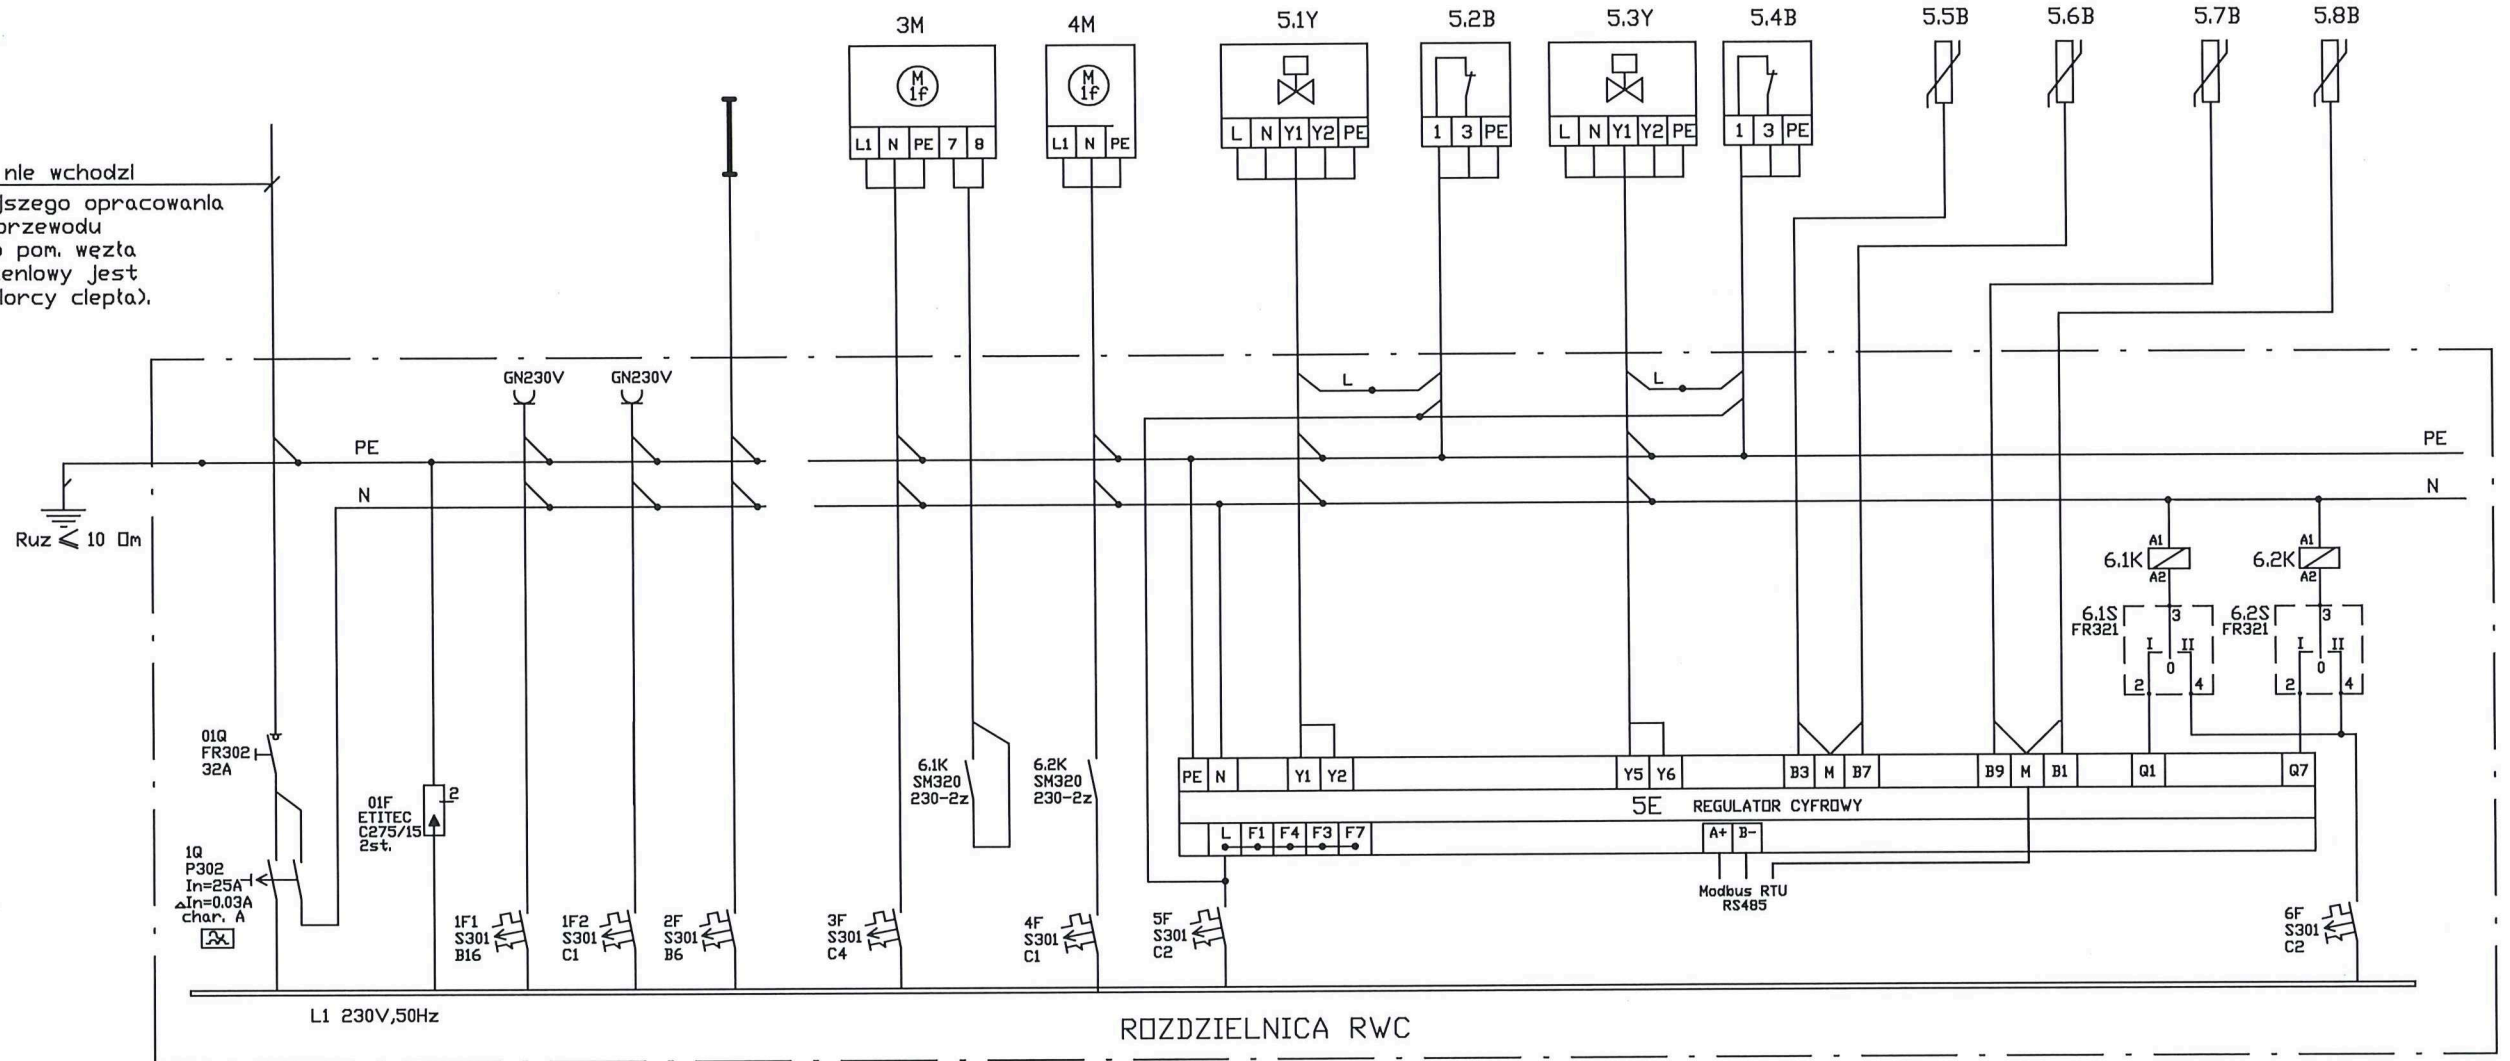 3M
4M
5.1Y
5.2B
5.3Y
5.4B
5.5B
5.6B
5.7B
5.8B
M
1f
M
1f
L1 N PE 7 8
L1 N PE
L N Y1 Y2 PE
1 3 PE
L N Y1 Y2 PE
1 3 PE
nie wchodzi
jszego opracowania
przewodu
pom. węzła
jest
ciepła).
GN230V
GN230V
L
L
PE
PE
N
N
Ruz ⩽ 10 Om
6.1K
A1
A2
6.2K
A1
A2
6.1S
FR321
3
I II
0
2 4
6.2S
FR321
3
I II
0
2 4
01Q
FR302
32A
01F
ETITEC
C275/15
2st.
2
1Q
P302
In=25A
△In=0.03A
char. A
6.1K
SM320
230-2z
6.2K
SM320
230-2z
PE N Y1 Y2 Y5 Y6 B3 M B7 B9 M B1 Q1 Q7
5E REGULATOR CYFROWY
L F1 F4 F3 F7 A+ B-
Modbus RTU
RS485
1F1
S301
B16
1F2
S301
C1
2F
S301
B6
3F
S301
C4
4F
S301
C1
5F
S301
C2
6F
S301
C2
L1 230V,50Hz
ROZDZIELNICA RWC